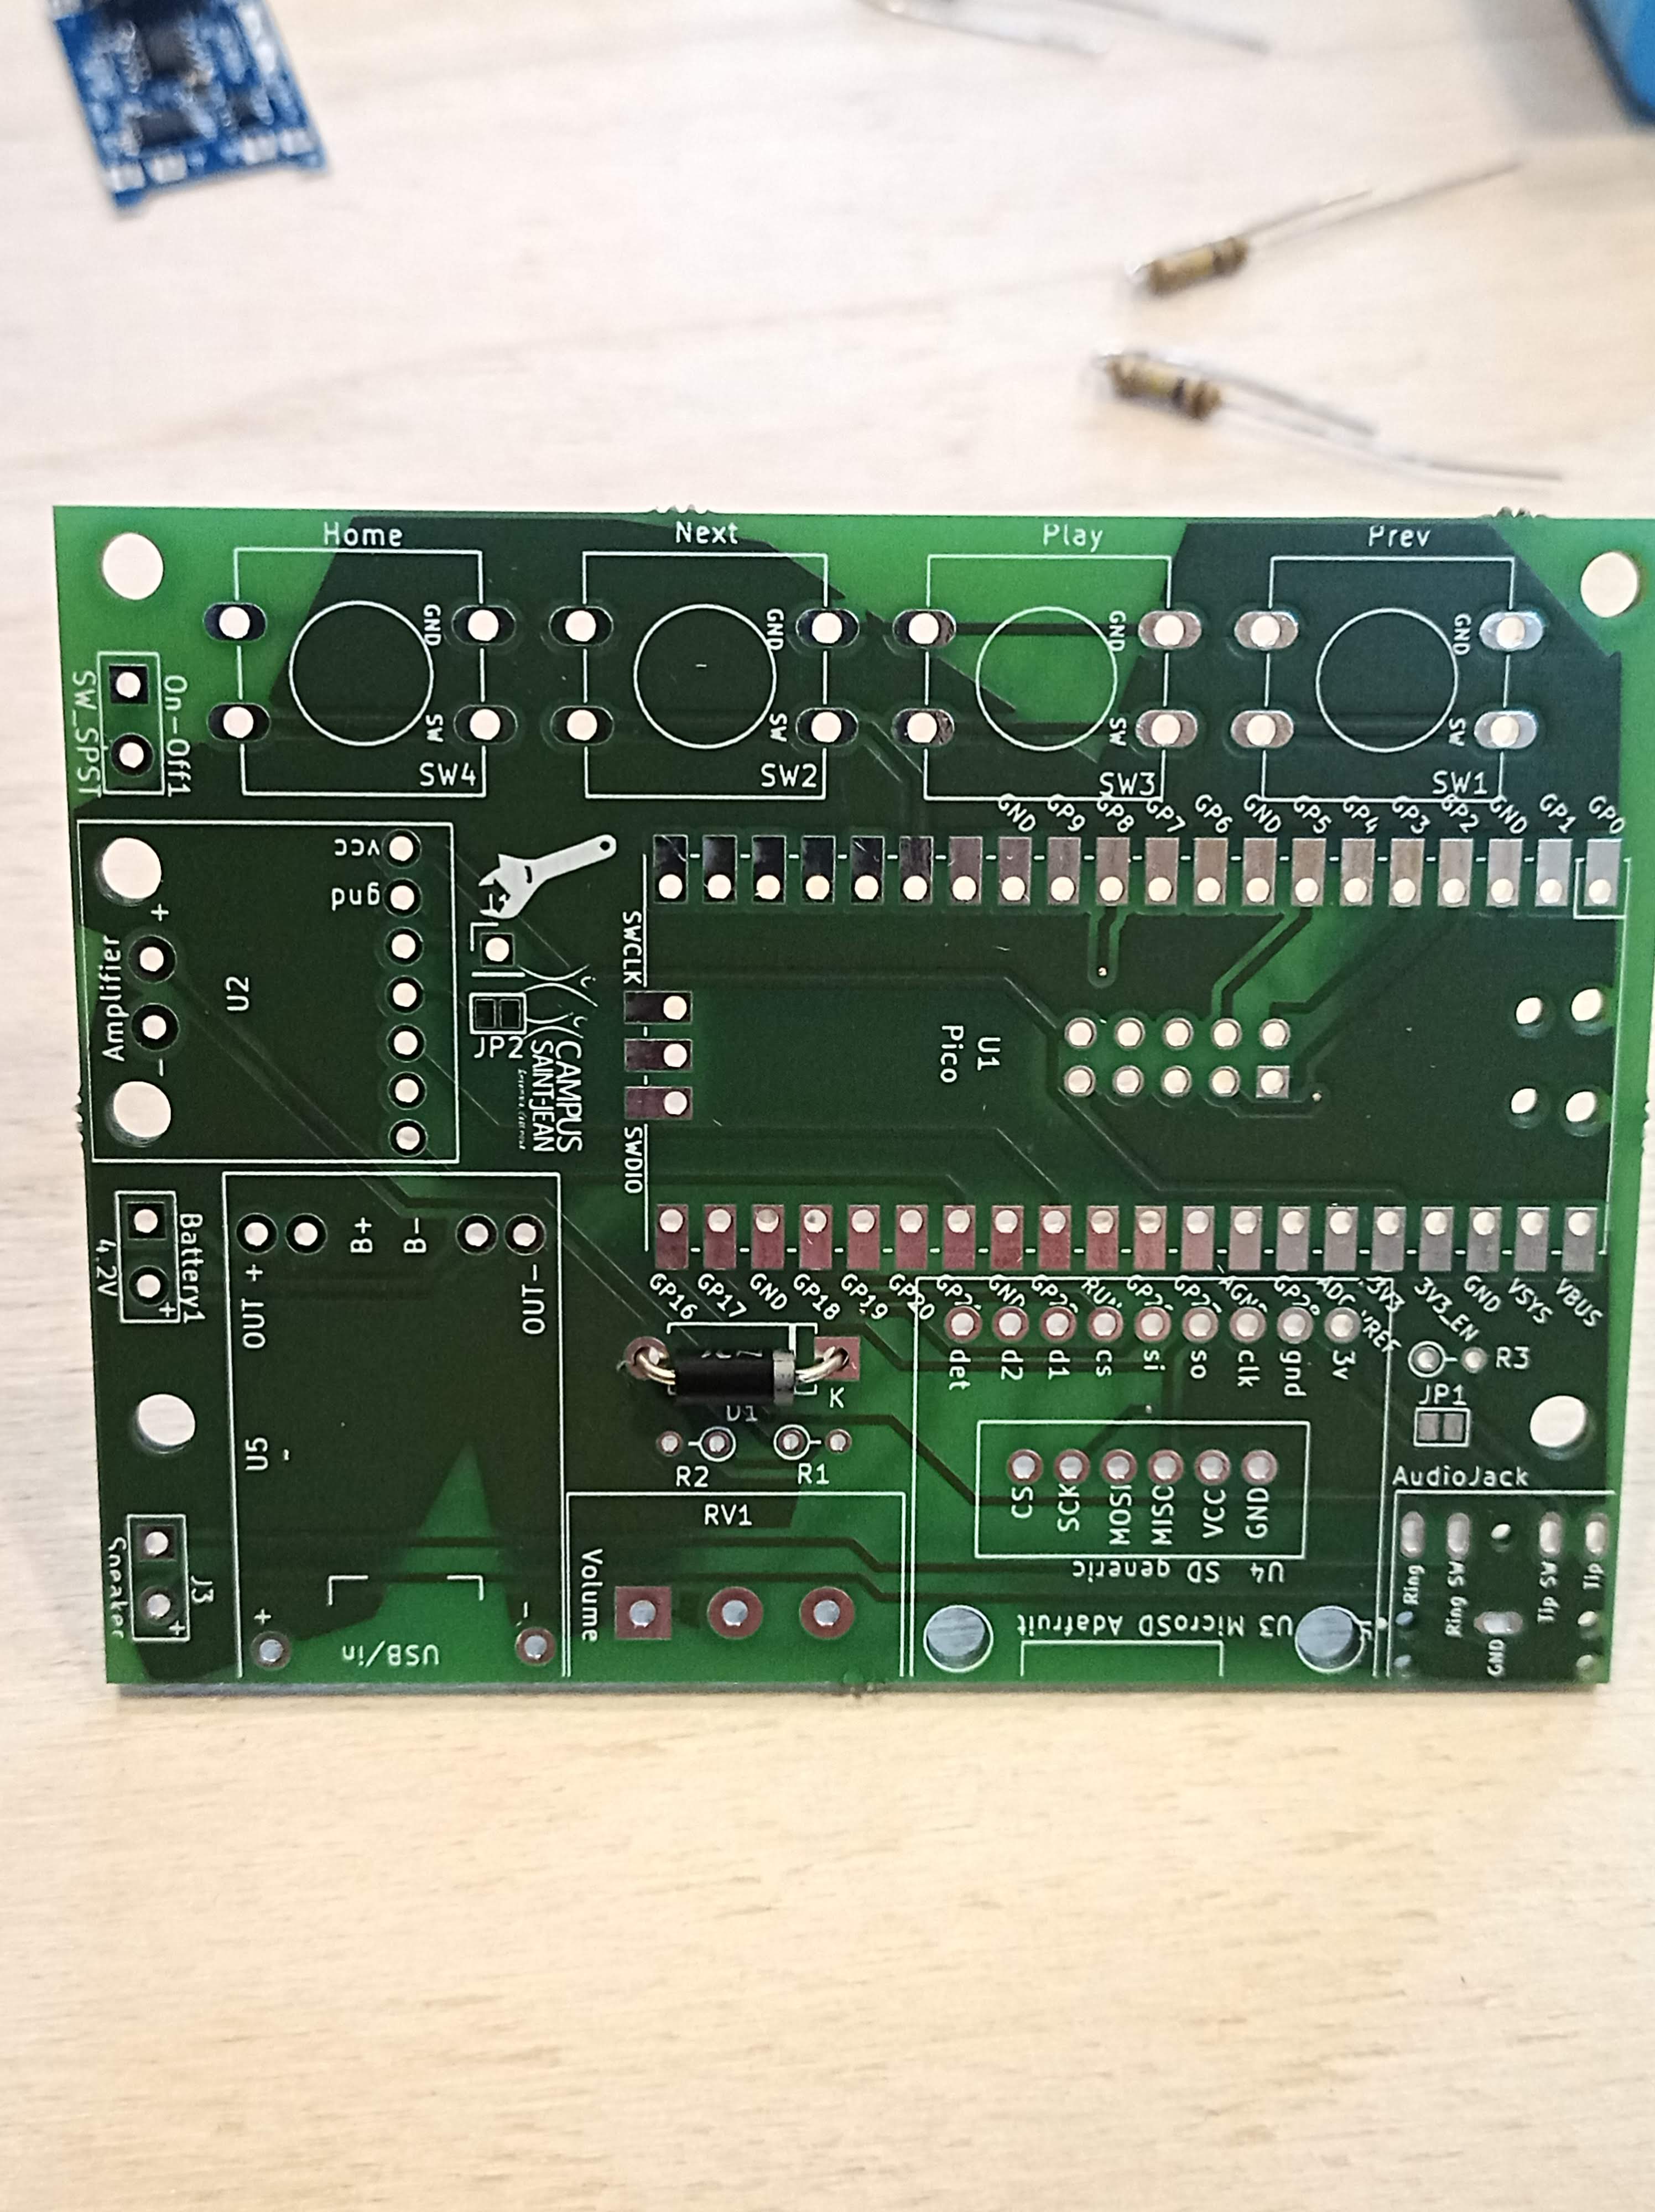 Home
Next
Play
Prev
GND
GND
GND
GND
On-Off1
SW_SPST
SW
SW
SW
SW
SW4
SW2
SW3
SW1
GND
GP9
GP8
GP7
GP6
GND
GP5
GP4
GP3
GP2
GND
GP1
GP0
vcc
gnd
+
Amplifier
-
U2
SWCLK
JP2
CAMPUS
SAINT-JEAN
U1
Pico
SWDIO
Battery1
4.2V
+
B+
B-
OUT +
OUT -
GP16
GP17
GND
GP18
GP19
GP20
GND
RUN
3V3
3V3_EN
GND
VSYS
VBUS
det
d2
d1
cs
si
so
clk
gnd
3v
R3
JP1
K
D1
R2
R1
U5
RV1
Volume
CS
SCK
MOSI
MISO
VCC
GND
U4 SD generic
U3 MicroSD Adafruit
AudioJack
Ring
Ring SW
Tip SW
Tip
GND
J3
Speaker
+
+
USB/in
-